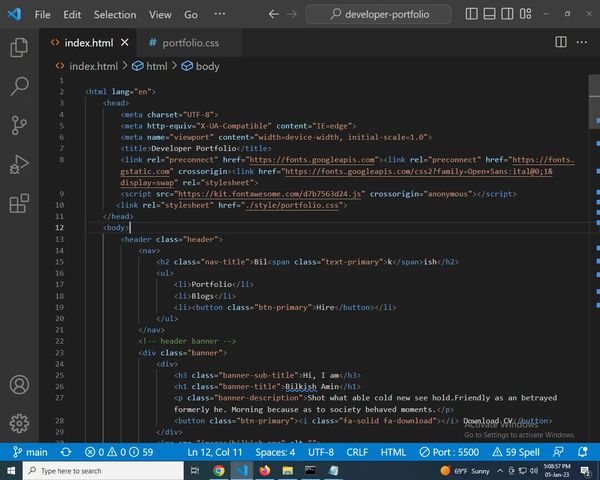 File Edit Selection View Go ··· developer-portfolio
index.html portfolio.css
index.html > html > body
1
2 <html lang="en">
3 <head>
4 <meta charset="UTF-8">
5 <meta http-equiv="X-UA-Compatible" content="IE=edge">
6 <meta name="viewport" content="width=device-width, initial-scale=1.0">
7 <title>Developer Portfolio</title>
8 <link rel="preconnect" href="https://fonts.googleapis.com"><link rel="preconnect" href="https://fonts.
gstatic.com" crossorigin><link href="https://fonts.googleapis.com/css2?family=Open+Sans:ital@0;1&
display=swap" rel="stylesheet">
9 <script src="https://kit.fontawesome.com/d7b7563d24.js" crossorigin="anonymous"></script>
10 <link rel="stylesheet" href="./style/portfolio.css">
11 </head>
12 <body>
13 <header class="header">
14 <nav>
15 <h2 class="nav-title">Bil<span class="text-primary">k</span>ish</h2>
16 <ul>
17 <li>Portfolio</li>
18 <li>Blogs</li>
19 <li><button class="btn-primary">Hire</button></li>
20 </ul>
21 </nav>
22 <!-- header banner -->
23 <div class="banner">
24 <div>
25 <h3 class="banner-sub-title">Hi, I am</h3>
26 <h1 class="banner-title">Bilkish Amin</h1>
27 <p class="banner-description">Shot what able cold new see hold.Friendly as an betrayed
formerly he. Morning because as to society behaved moments.</p>
28 <button class="btn-primary"><i class="fa-solid fa-download"></i> Download CV</button>
29 </div>
Activate Windows
Go to Settings to activate Windows.
main 0 0 59 Ln 12, Col 11 Spaces: 4 UTF-8 CRLF HTML Port : 5500 59 Spell
Type here to search 69°F Sunny 5:08:57 PM
05-Jan-23